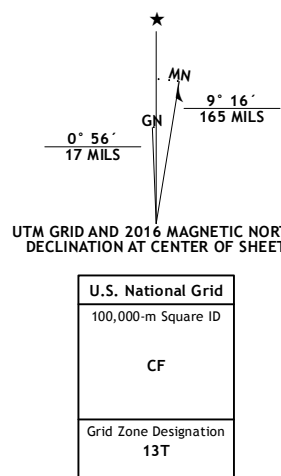 ★
MN
GN
9° 16´
165 MILS
0° 56´
17 MILS
UTM GRID AND 2016 MAGNETIC NORT
DECLINATION AT CENTER OF SHEET
U.S. National Grid
100,000-m Square ID
CF
Grid Zone Designation
13T